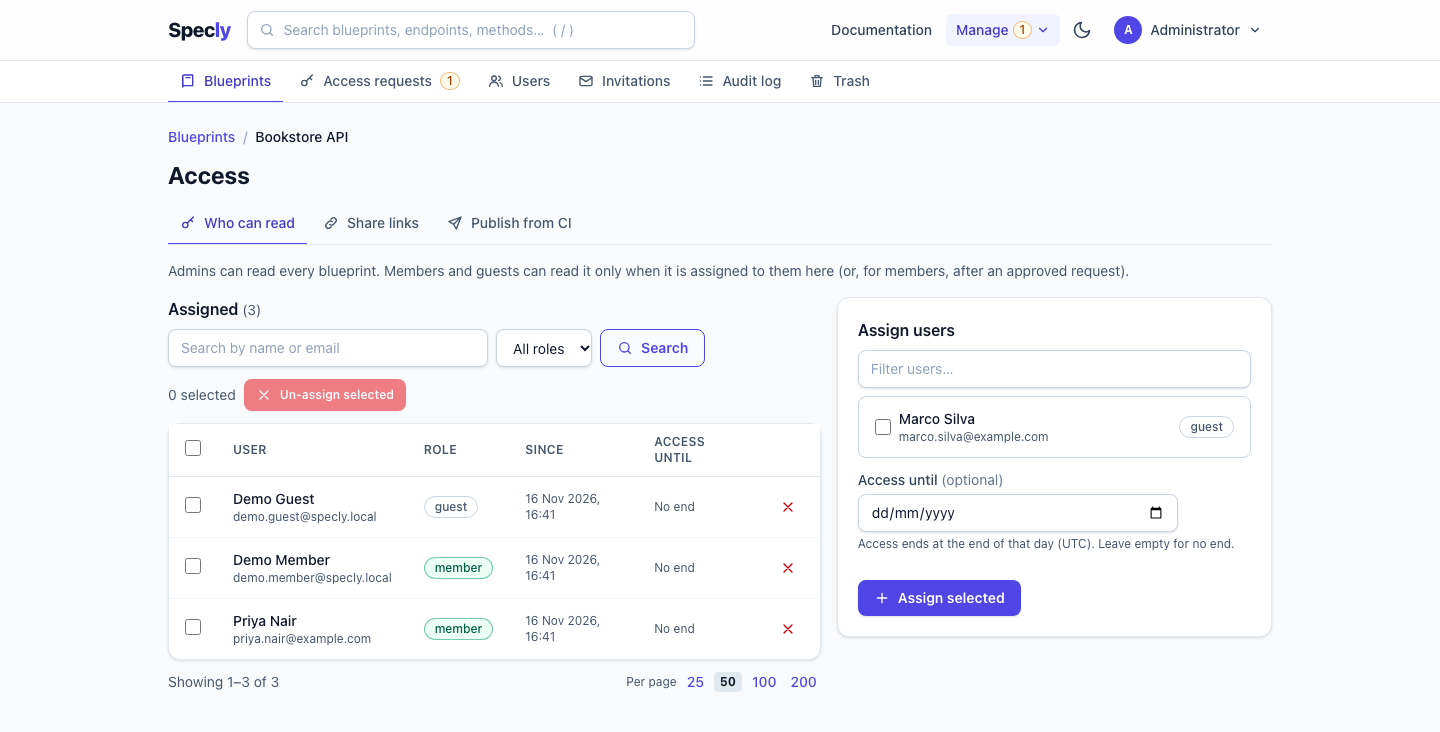 Specly
Search blueprints, endpoints, methods... ( / )
Documentation
Manage 1
A Administrator
Blueprints
Access requests 1
Users
Invitations
Audit log
Trash
Blueprints / Bookstore API
Access
Who can read
Share links
Publish from CI
Admins can read every blueprint. Members and guests can read it only when it is assigned to them here (or, for members, after an approved request).
Assigned (3)
Search by name or email
All roles
Search
0 selected
Un-assign selected
USER ROLE SINCE ACCESS
UNTIL
Demo Guest
demo.guest@specly.local
guest
16 Nov 2026,
16:41
No end
Demo Member
demo.member@specly.local
member
16 Nov 2026,
16:41
No end
Priya Nair
priya.nair@example.com
member
16 Nov 2026,
16:41
No end
Showing 1–3 of 3
Per page 25 50 100 200
Assign users
Filter users...
Marco Silva
marco.silva@example.com
guest
Access until (optional)
dd/mm/yyyy
Access ends at the end of that day (UTC). Leave empty for no end.
Assign selected